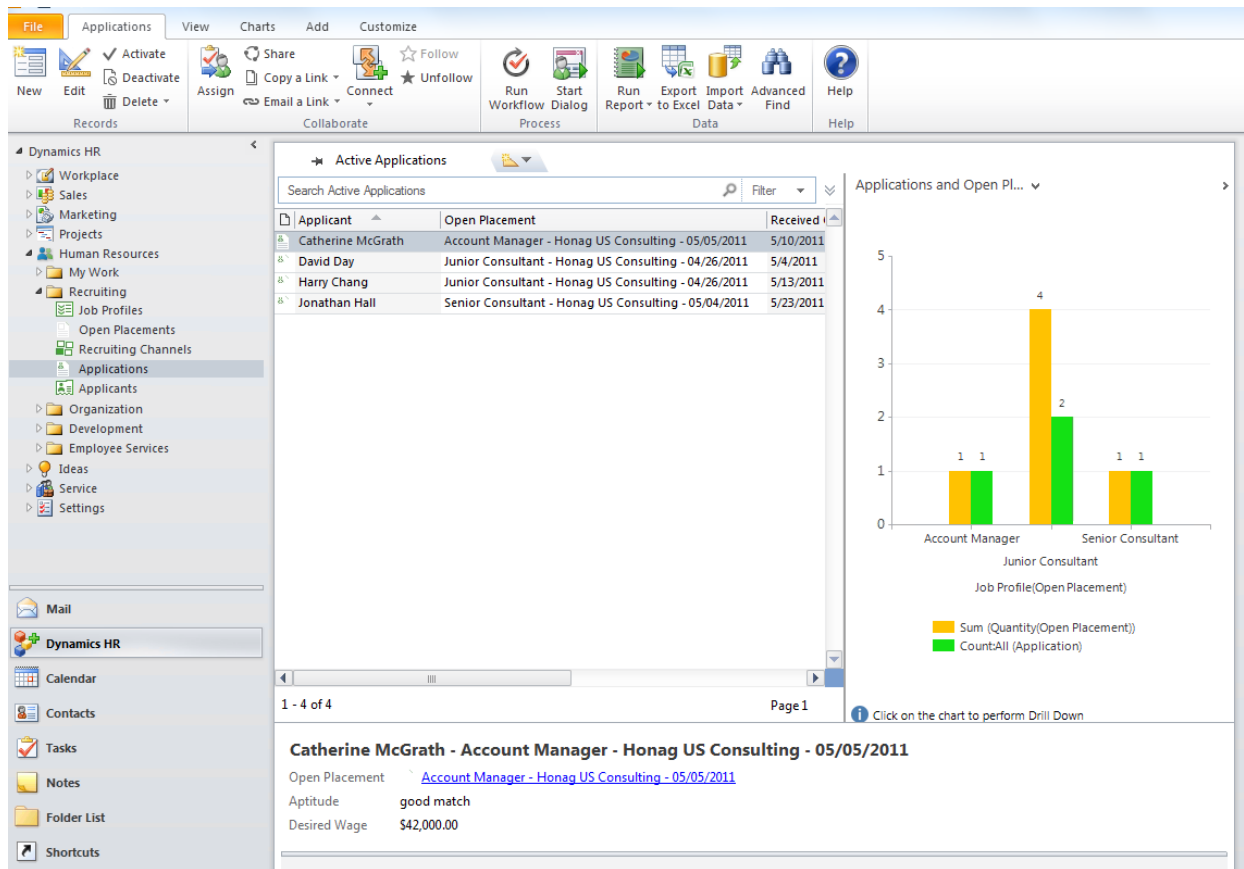 File Applications View Charts Add Customize
New
Edit
Activate
Deactivate
Delete
Records
Assign
Share
Copy a Link
Email a Link
Connect
Follow
Unfollow
Collaborate
Run Workflow
Start Dialog
Process
Run Report
Export to Excel
Import Data
Advanced Find
Data
Help
Help
Dynamics HR
Workplace
Sales
Marketing
Projects
Human Resources
My Work
Recruiting
Job Profiles
Open Placements
Recruiting Channels
Applications
Applicants
Organization
Development
Employee Services
Ideas
Service
Settings
Mail
Dynamics HR
Calendar
Contacts
Tasks
Notes
Folder List
Shortcuts
Active Applications
Search Active Applications Filter
Applicant Open Placement Received
Catherine McGrath Account Manager - Honag US Consulting - 05/05/2011 5/10/2011
David Day Junior Consultant - Honag US Consulting - 04/26/2011 5/4/2011
Harry Chang Junior Consultant - Honag US Consulting - 04/26/2011 5/13/2011
Jonathan Hall Senior Consultant - Honag US Consulting - 05/04/2011 5/23/2011
1 - 4 of 4 Page 1
Applications and Open Pl...
5
4
3
2
1
0
1 1
4
2
1 1
Account Manager Senior Consultant
Junior Consultant
Job Profile(Open Placement)
Sum (Quantity(Open Placement))
Count:All (Application)
Click on the chart to perform Drill Down
Catherine McGrath - Account Manager - Honag US Consulting - 05/05/2011
Open Placement Account Manager - Honag US Consulting - 05/05/2011
Aptitude good match
Desired Wage $42,000.00